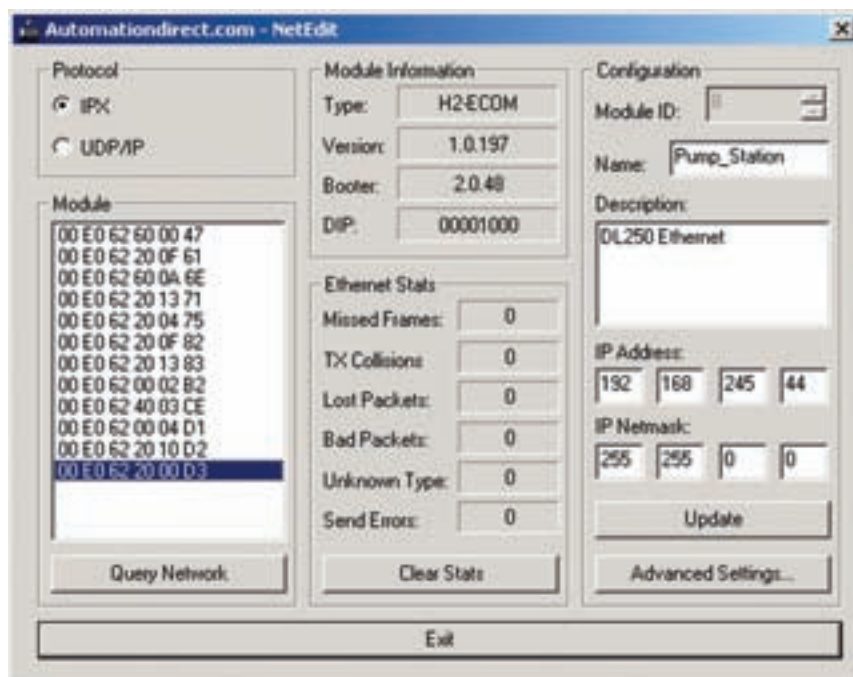 Automationdirect.com - NetEdit
Protocol
IPX
UDP/IP
Module
00 E0 62 60 00 47
00 E0 62 20 0F 61
00 E0 62 60 0A 6E
00 E0 62 20 13 71
00 E0 62 20 04 75
00 E0 62 20 0F 82
00 E0 62 20 13 83
00 E0 62 00 02 B2
00 E0 62 40 03 CE
00 E0 62 00 04 D1
00 E0 62 20 10 D2
00 E0 62 20 00 D3
Query Network
Module Information
Type: H2-ECOM
Version: 1.0.197
Booter: 2.0.48
DIP: 00001000
Ethernet Stats
Missed Frames: 0
TX Collisions 0
Lost Packets: 0
Bad Packets: 0
Unknown Type: 0
Send Errors: 0
Clear Stats
Configuration
Module ID:
Name: Pump_Station
Description:
DL250 Ethernet
IP Address:
192 168 245 44
IP Netmask:
255 255 0 0
Update
Advanced Settings...
Exit